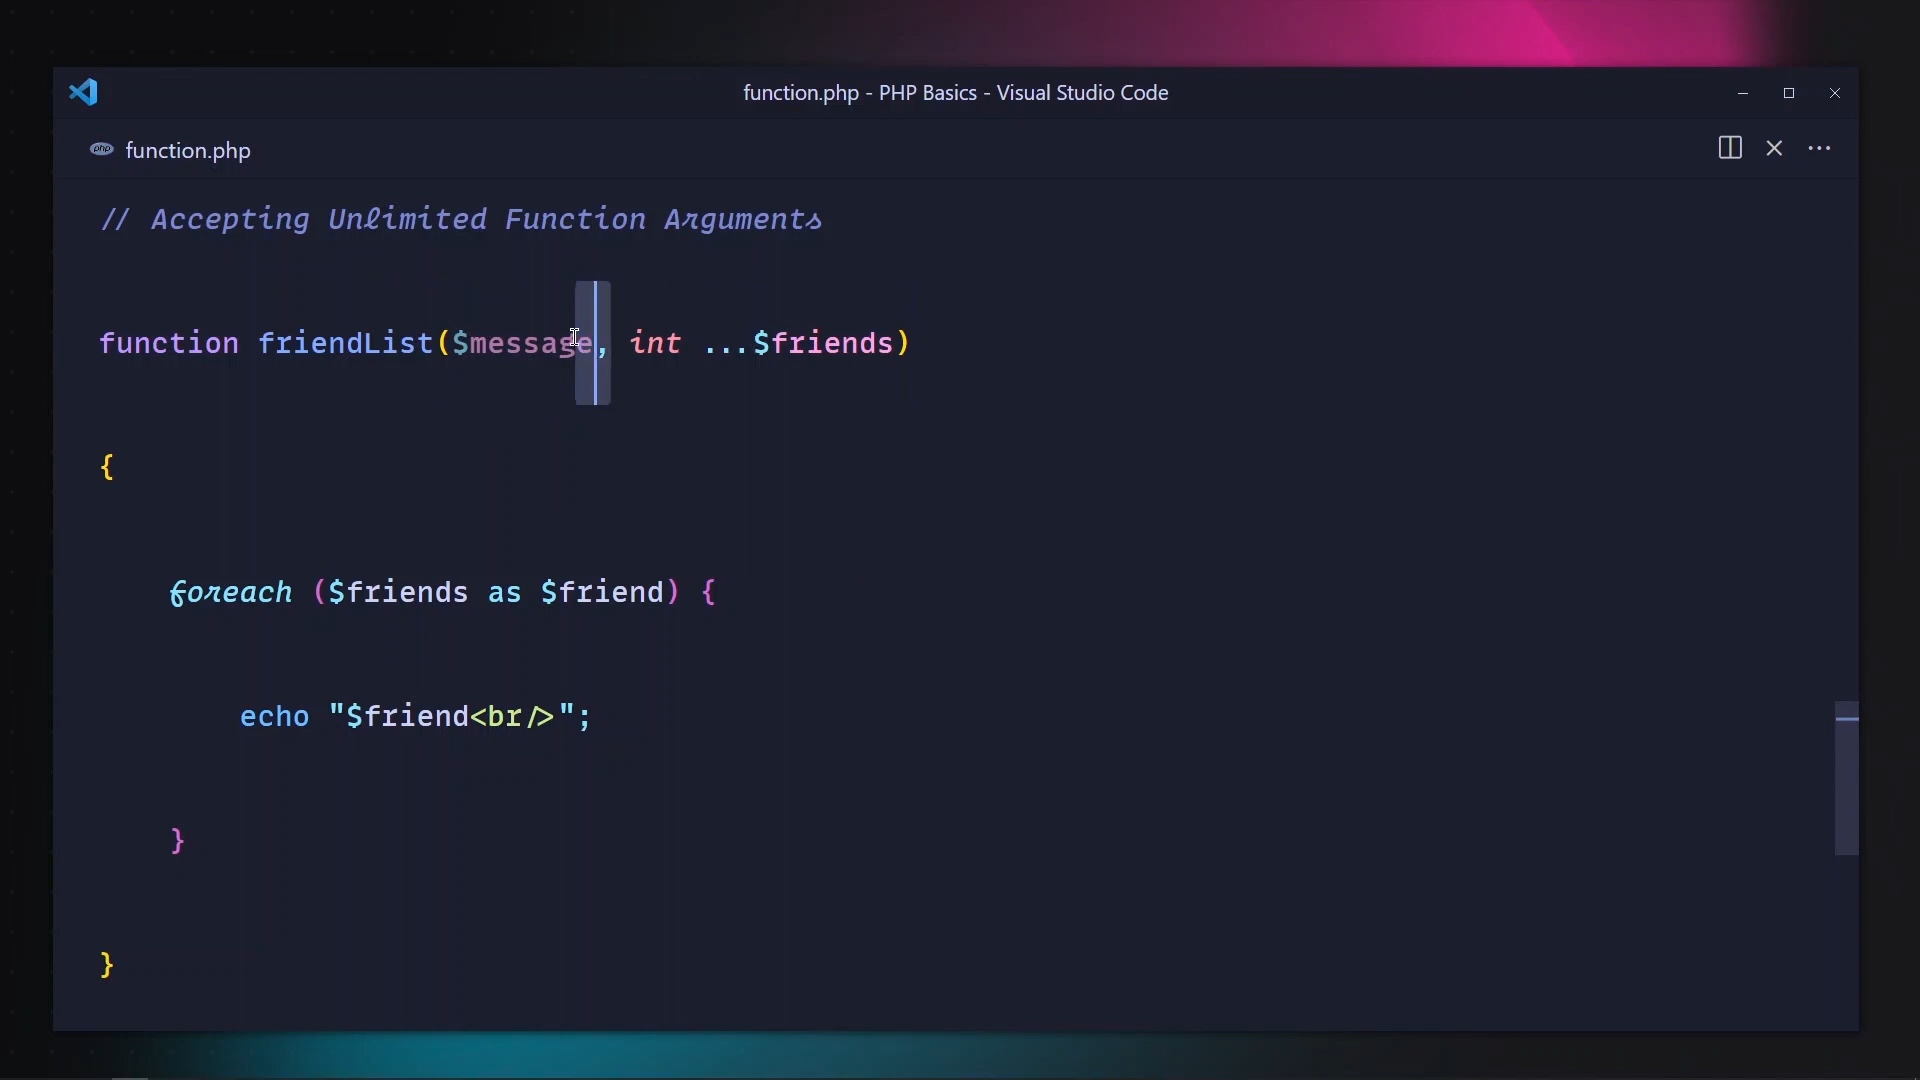 function.php - PHP Basics - Visual Studio Code
php function.php
// Accepting Unlimited Function Arguments
function friendList($message, int ...$friends)
{
foreach ($friends as $friend) {
echo "$friend<br/>";
}
}